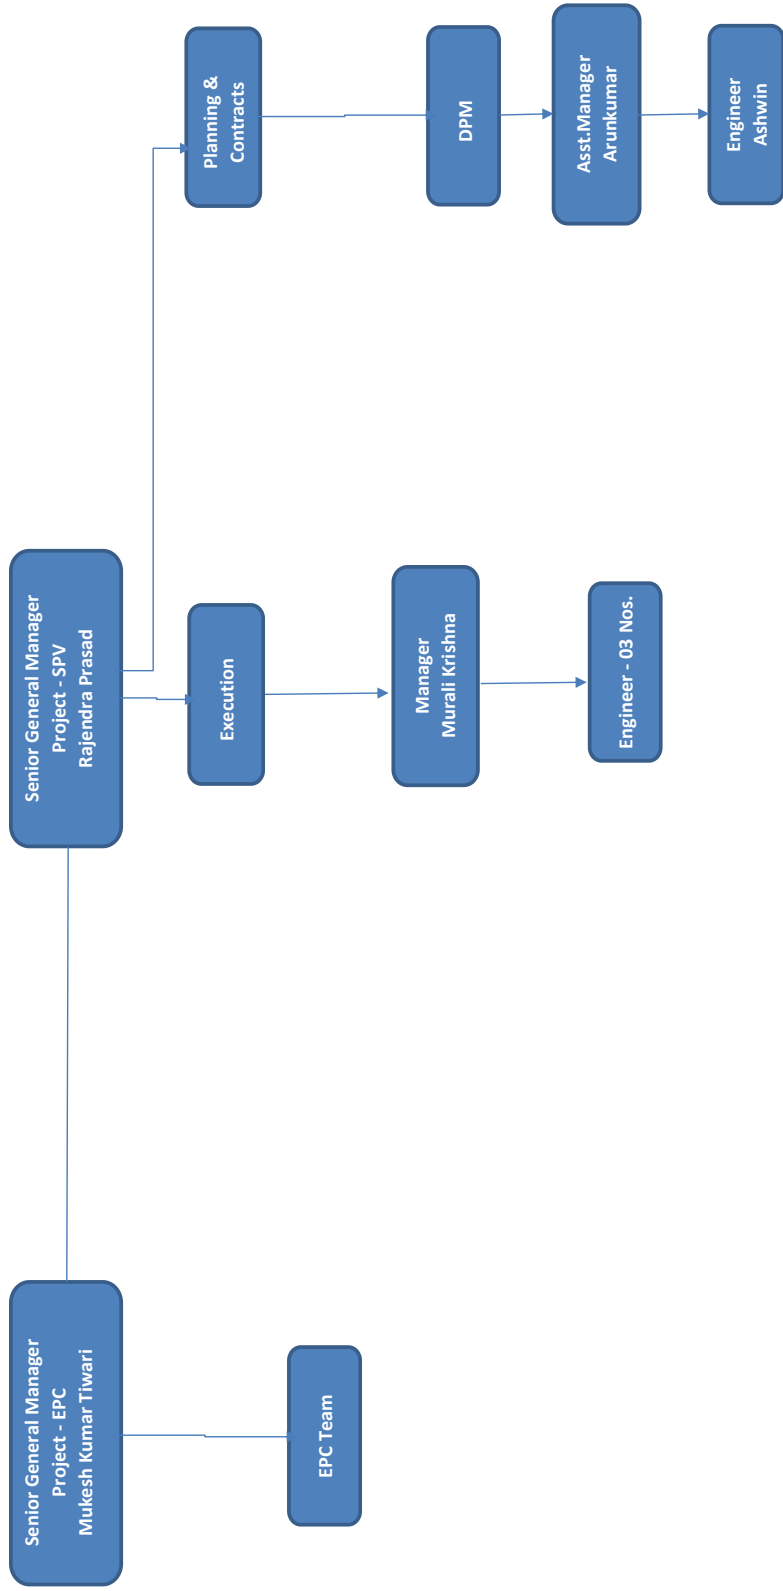 Senior General Manager
Project - EPC
Mukesh Kumar Tiwari
Senior General Manager
Project - SPV
Rajendra Prasad
EPC Team
Execution
Planning &
Contracts
Manager
Murali Krishna
DPM
Engineer - 03 Nos.
Asst.Manager
Arunkumar
Engineer
Ashwin